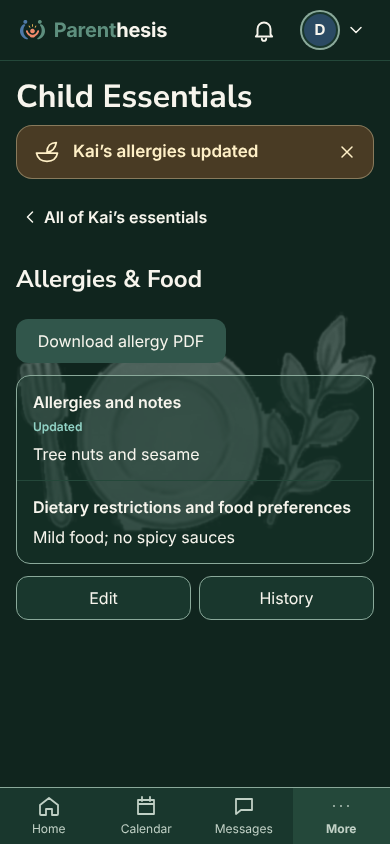 Parenthesis
D
Child Essentials
Kai’s allergies updated
All of Kai’s essentials
Allergies & Food
Download allergy PDF
Allergies and notes
Updated
Tree nuts and sesame
Dietary restrictions and food preferences
Mild food; no spicy sauces
Edit
History
Home
Calendar
Messages
More